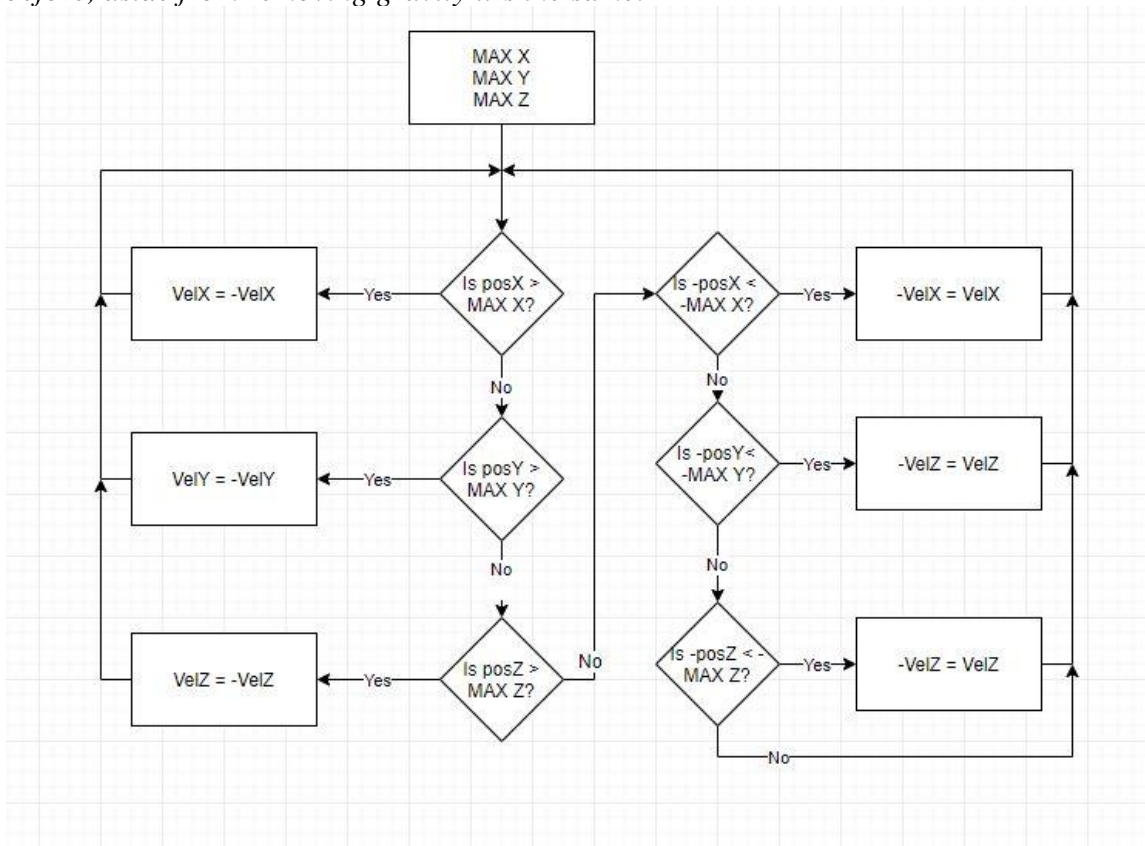 MAX X
MAX Y
MAX Z
Is posX >
MAX X?
Yes
VelX = -VelX
No
Is posY >
MAX Y?
Yes
VelY = -VelY
No
Is posZ >
MAX Z?
Yes
VelZ = -VelZ
No
Is -posX <
-MAX X?
Yes
-VelX = VelX
No
Is -posY<
-MAX Y?
Yes
-VelZ = VelZ
No
Is -posZ < -
MAX Z?
Yes
-VelZ = VelZ
No